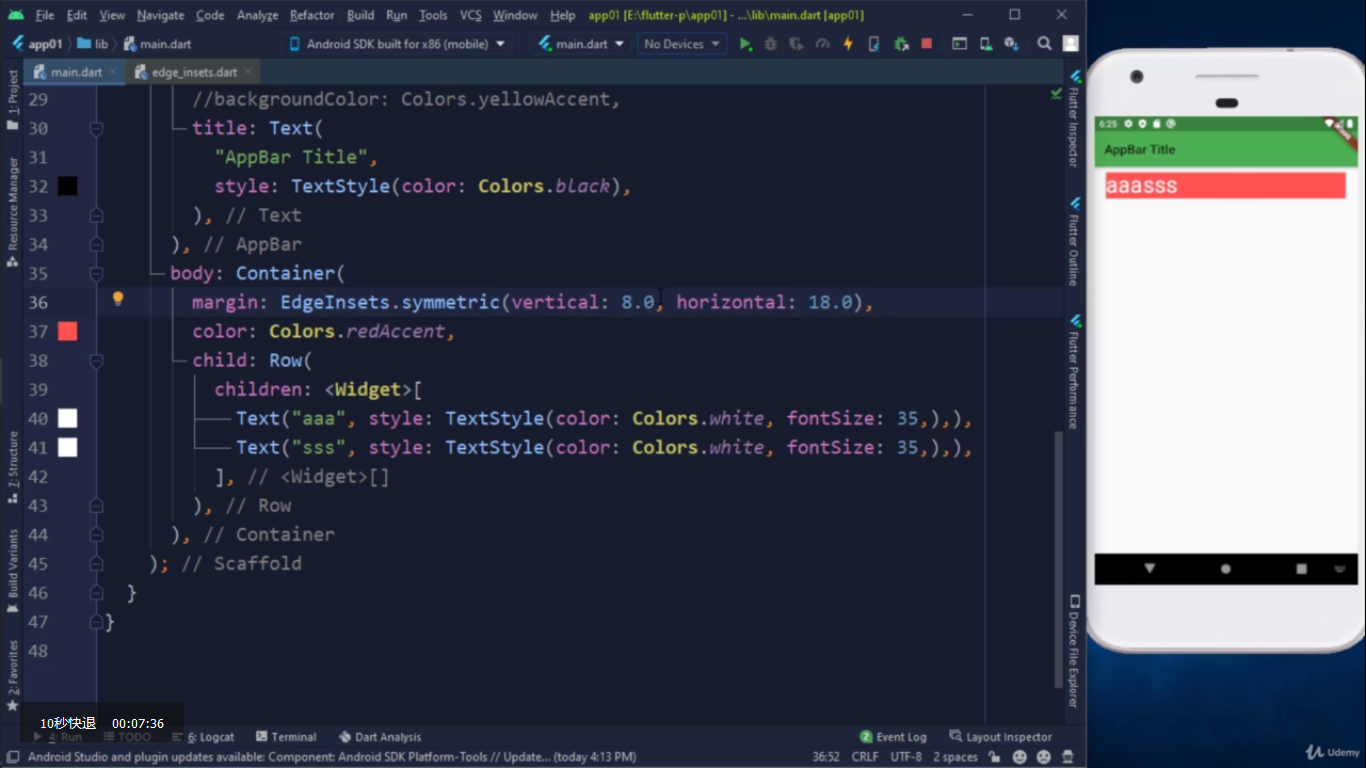 File Edit View Navigate Code Analyze Refactor Build Run Tools VCS Window Help app01 [E:\flutter-p\app01] - ...\lib\main.dart [app01]
app01 lib main.dart Android SDK built for x86 (mobile) main.dart No Devices
main.dart edge_insets.dart
1: Project
Resource Manager
7: Structure
Build Variants
2: Favorites
29 //backgroundColor: Colors.yellowAccent,
30 title: Text(
31 "AppBar Title",
32 style: TextStyle(color: Colors.black),
33 ), // Text
34 ), // AppBar
35 body: Container(
36 margin: EdgeInsets.symmetric(vertical: 8.0, horizontal: 18.0),
37 color: Colors.redAccent,
38 child: Row(
39 children: <Widget>[
40 Text("aaa", style: TextStyle(color: Colors.white, fontSize: 35,),),
41 Text("sss", style: TextStyle(color: Colors.white, fontSize: 35,),),
42 ], // <Widget>[]
43 ), // Row
44 ), // Container
45 ); // Scaffold
46 }
47 }
48
Flutter Inspector
Flutter Outline
Flutter Performance
Device File Explorer
6:25
AppBar Title
aaasss
10秒快退 00:07:36
4: Run TODO 6: Logcat Terminal Dart Analysis 2 Event Log Layout Inspector
Android Studio and plugin updates available: Component: Android SDK Platform-Tools // Update... (today 4:13 PM) 36:52 CRLF UTF-8 2 spaces
Udemy